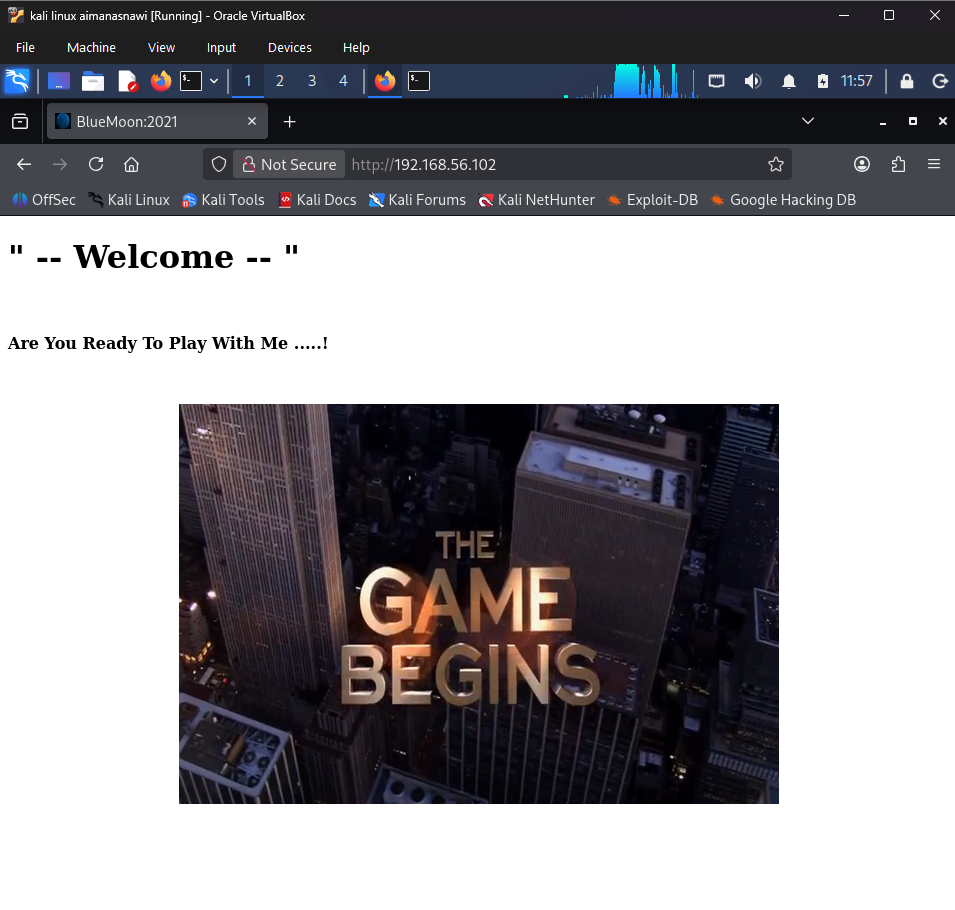 kali linux aimanasnawi [Running] - Oracle VirtualBox
File Machine View Input Devices Help
1 2 3 4 11:57
BlueMoon:2021
Not Secure http://192.168.56.102
OffSec Kali Linux Kali Tools Kali Docs Kali Forums Kali NetHunter Exploit-DB Google Hacking DB
" -- Welcome -- "
Are You Ready To Play With Me .....!
THE
GAME
BEGINS